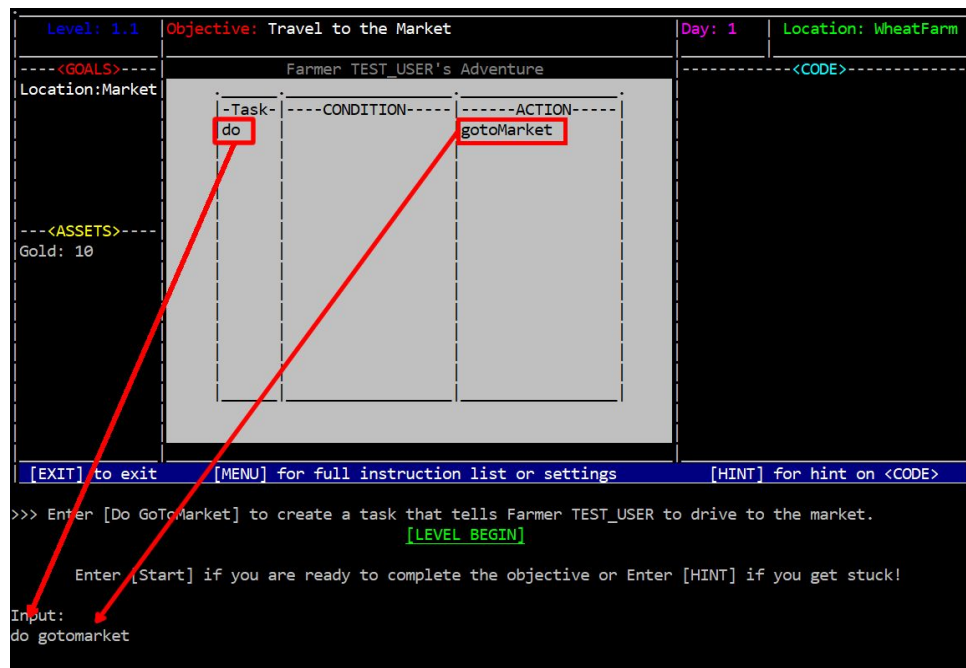 Level: 1.1 Objective: Travel to the Market Day: 1 Location: WheatFarm
----<GOALS>---- Farmer TEST_USER's Adventure ------------<CODE>-------------
Location:Market
-Task- ----CONDITION----- ------ACTION-----
do gotoMarket
---<ASSETS>----
Gold: 10
[EXIT] to exit [MENU] for full instruction list or settings [HINT] for hint on <CODE>
>>> Enter [Do GoToMarket] to create a task that tells Farmer TEST_USER to drive to the market.
[LEVEL BEGIN]
Enter [Start] if you are ready to complete the objective or Enter [HINT] if you get stuck!
Input:
do gotomarket